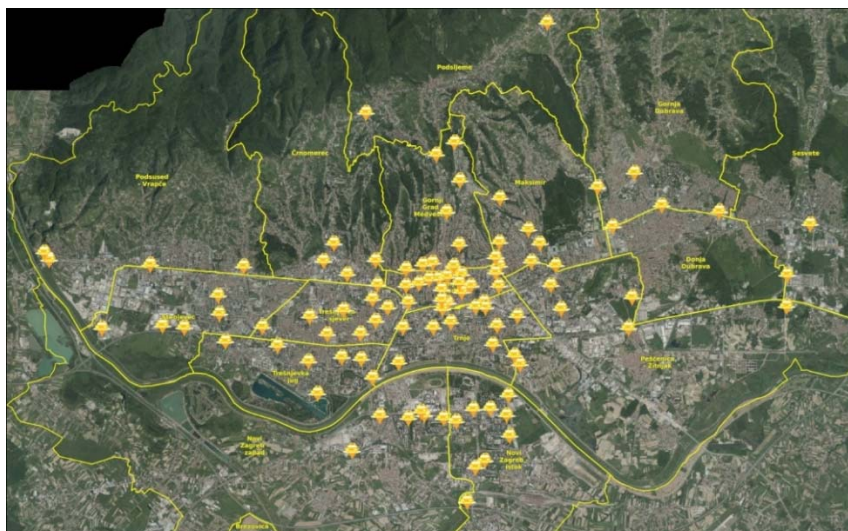 Podsljeme
Gornja
Dubrava
Črnomerec
Sesvete
Podsused
- Vrapče
Maksimir
Gornji
Grad
Medveščak
Donja
Dubrava
Trnje
Peščenica
- Žitnjak
Trešnjevka
jug
Novi
Zagreb
zapad
Novi
Zagreb
istok
Brezovica